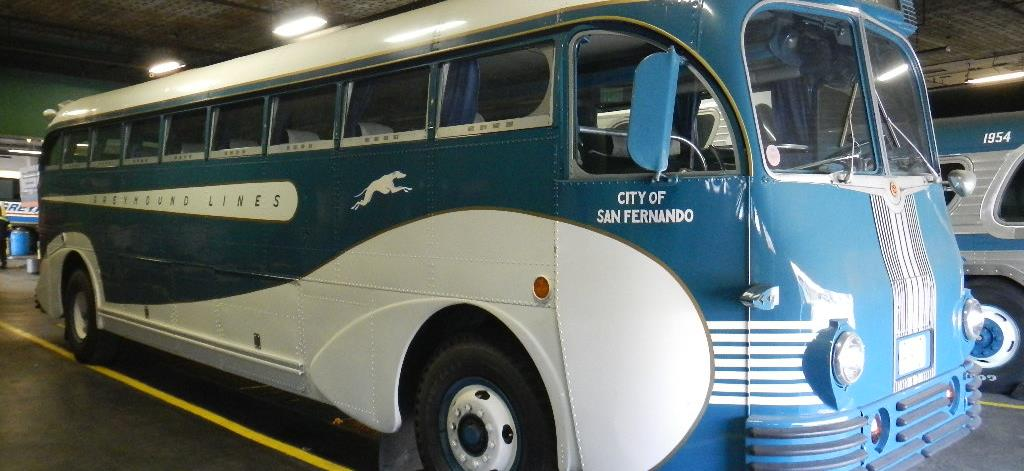 GREYHOUND LINES
CITY OF
SAN FERNANDO
1954